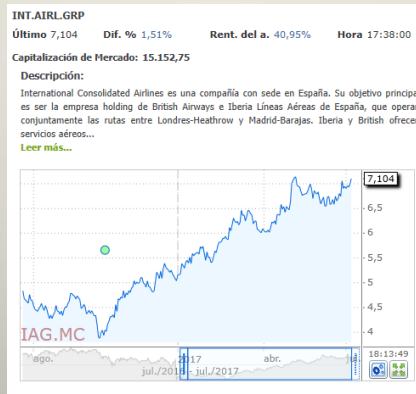 INT.AIRL.GRP
Último 7,104 Dif. % 1,51% Rent. del a. 40,95% Hora 17:38:00
Capitalización de Mercado: 15.152,75
Descripción:
International Consolidated Airlines es una compañía con sede en España. Su objetivo principa
es ser la empresa holding de British Airways e Iberia Líneas Aéreas de España, que operar
conjuntamente las rutas entre Londres-Heathrow y Madrid-Barajas. Iberia y British ofrecer
servicios aéreos...
Leer más...
7,104
6,5
6
5,5
5
4,5
4
IAG.MC
ago. 2017 abr. jul.
jul./2016 - jul./2017
18:13:49